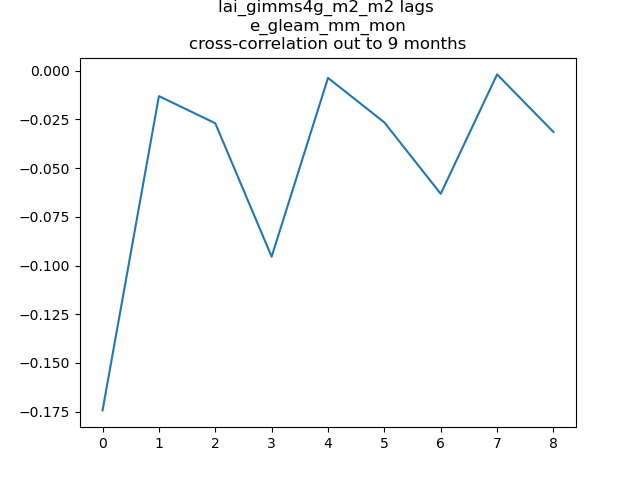 lai_gimms4g_m2_m2 lags
e_gleam_mm_mon
cross-correlation out to 9 months
0.000
−0.025
−0.050
−0.075
−0.100
−0.125
−0.150
−0.175
0 1 2 3 4 5 6 7 8